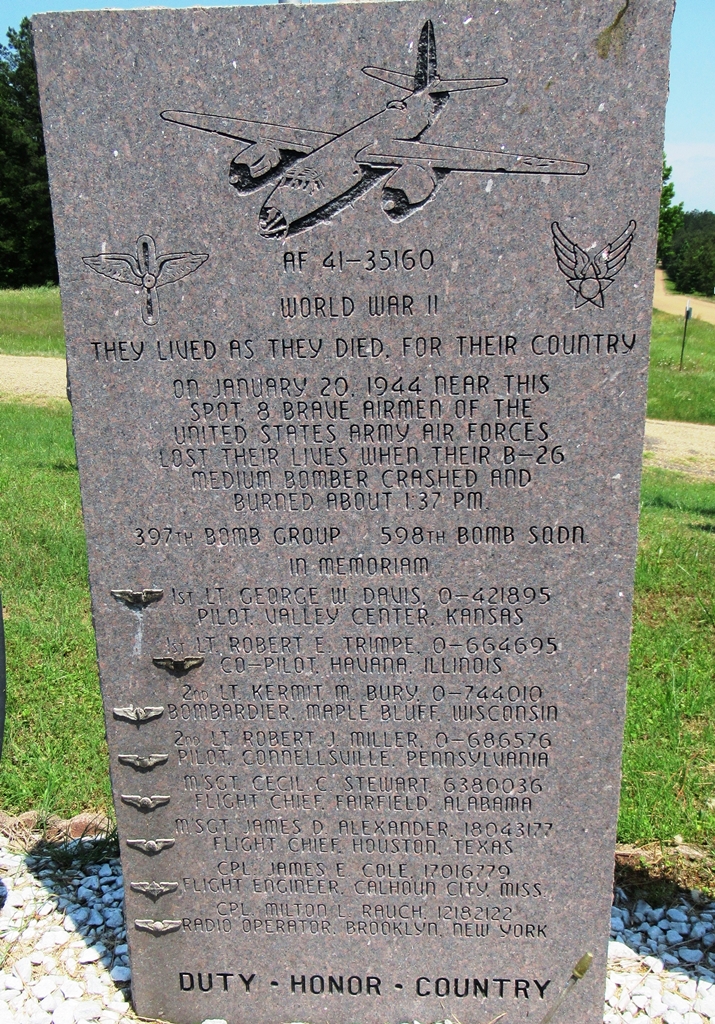 AF 41-35160
WORLD WAR II
THEY LIVED AS THEY DIED, FOR THEIR COUNTRY
ON JANUARY 20, 1944 NEAR THIS
SPOT, 8 BRAVE AIRMEN OF THE
UNITED STATES ARMY AIR FORCES
LOST THEIR LIVES WHEN THEIR B-26
MEDIUM BOMBER CRASHED AND
BURNED ABOUT 1:37 PM.
397TH BOMB GROUP 598TH BOMB SQDN.
IN MEMORIAM
1ST LT. GEORGE W. DAVIS, O-421895
PILOT, VALLEY CENTER, KANSAS
1ST LT. ROBERT E. TRIMPE, O-664695
CO-PILOT, HAVANA, ILLINOIS
2ND LT. KERMIT M. BURY, O-744010
BOMBARDIER, MAPLE BLUFF, WISCONSIN
2ND LT. ROBERT J. MILLER, O-686576
PILOT, CONNELLSVILLE, PENNSYLVANIA
M/SGT. CECIL C. STEWART, 6380036
FLIGHT CHIEF, FAIRFIELD, ALABAMA
M/SGT. JAMES D. ALEXANDER, 18043177
FLIGHT CHIEF, HOUSTON, TEXAS
CPL. JAMES E. COLE, 17016779
FLIGHT ENGINEER, CALHOUN CITY, MISS.
CPL. MILTON L. RAUCH, 12182122
RADIO OPERATOR, BROOKLYN, NEW YORK
DUTY • HONOR • COUNTRY